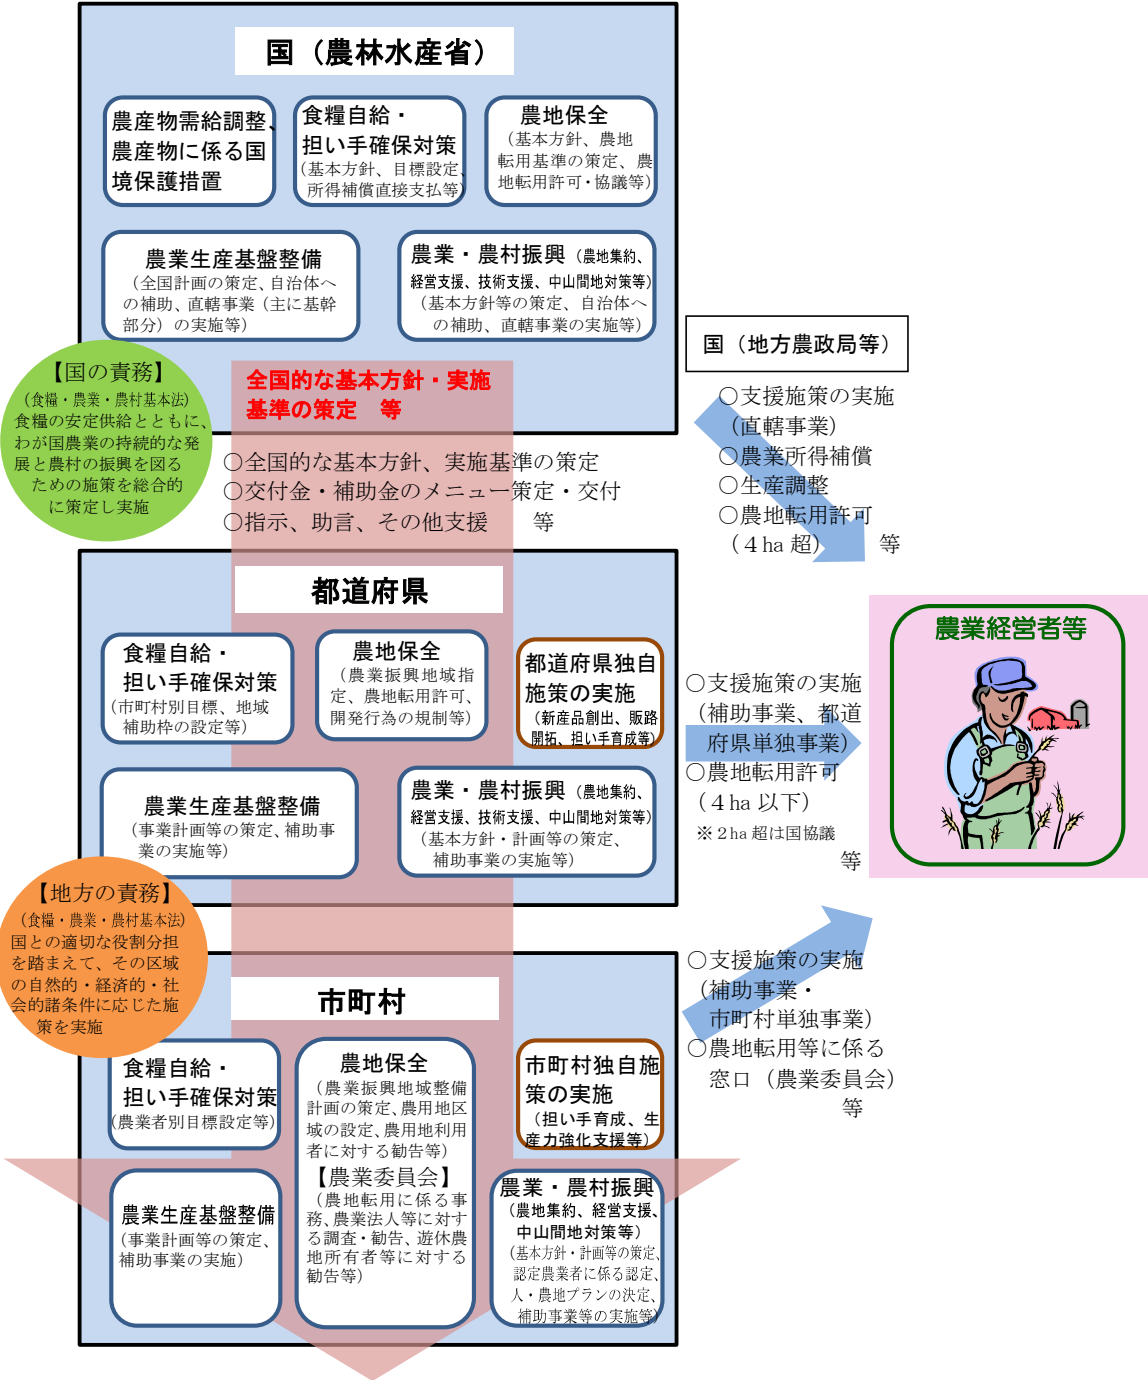 国（農林水産省）
農産物需給調整、
農産物に係る国
境保護措置
食糧自給・
担い手確保対策
（基本方針、目標設定、
所得補償直接支払等）
農地保全
（基本方針、農地
転用基準の策定、農
地転用許可・協議等）
農業生産基盤整備
（全国計画の策定、自治体へ
の補助、直轄事業（主に基幹
部分）の実施等）
農業・農村振興（農地集約、
経営支援、技術支援、中山間地対策等）
（基本方針等の策定、自治体へ
の補助、直轄事業の実施等）
【国の責務】
（食糧・農業・農村基本法）
食糧の安定供給とともに、
わが国農業の持続的な発
展と農村の振興を図る
ための施策を総合的
に策定し実施
全国的な基本方針・実施
基準の策定　等
〇全国的な基本方針、実施基準の策定
〇交付金・補助金のメニュー策定・交付
〇指示、助言、その他支援　　等
国（地方農政局等）
〇支援施策の実施
（直轄事業）
〇農業所得補償
〇生産調整
〇農地転用許可
（４ha 超）　　等
都道府県
食糧自給・
担い手確保対策
（市町村別目標、地域
補助枠の設定等）
農地保全
（農業振興地域指
定、農地転用許可、
開発行為の規制等）
都道府県独自
施策の実施
（新産品創出、販路
開拓、担い手育成等）
農業生産基盤整備
（事業計画等の策定、補助事
業の実施等）
農業・農村振興（農地集約、
経営支援、技術支援、中山間地対策等）
（基本方針・計画等の策定、
補助事業の実施等）
〇支援施策の実施
（補助事業、都道
府県単独事業）
〇農地転用許可
（４ha 以下）
※２ha 超は国協議
等
農業経営者等
【地方の責務】
（食糧・農業・農村基本法）
国との適切な役割分担
を踏まえて、その区域
の自然的・経済的・社
会的諸条件に応じた施
策を実施
市町村
食糧自給・
担い手確保対策
（農業者別目標設定等）
農地保全
（農業振興地域整備
計画の策定、農用地区
域の設定、農用地利用
者に対する勧告等）
【農業委員会】
（農地転用に係る事
務、農業法人等に対す
る調査・勧告、遊休農
地所有者等に対する
勧告等）
市町村独自施
策の実施
（担い手育成、生
産力強化支援等）
農業生産基盤整備
（事業計画等の策定、
補助事業の実施）
農業・農村振興
（農地集約、経営支援、
中山間地対策等）
（基本方針・計画等の策定、
認定農業者に係る認定、
人・農地プランの決定、
補助事業等の実施等）
〇支援施策の実施
（補助事業・
市町村単独事業）
〇農地転用等に係る
窓口（農業委員会）
等